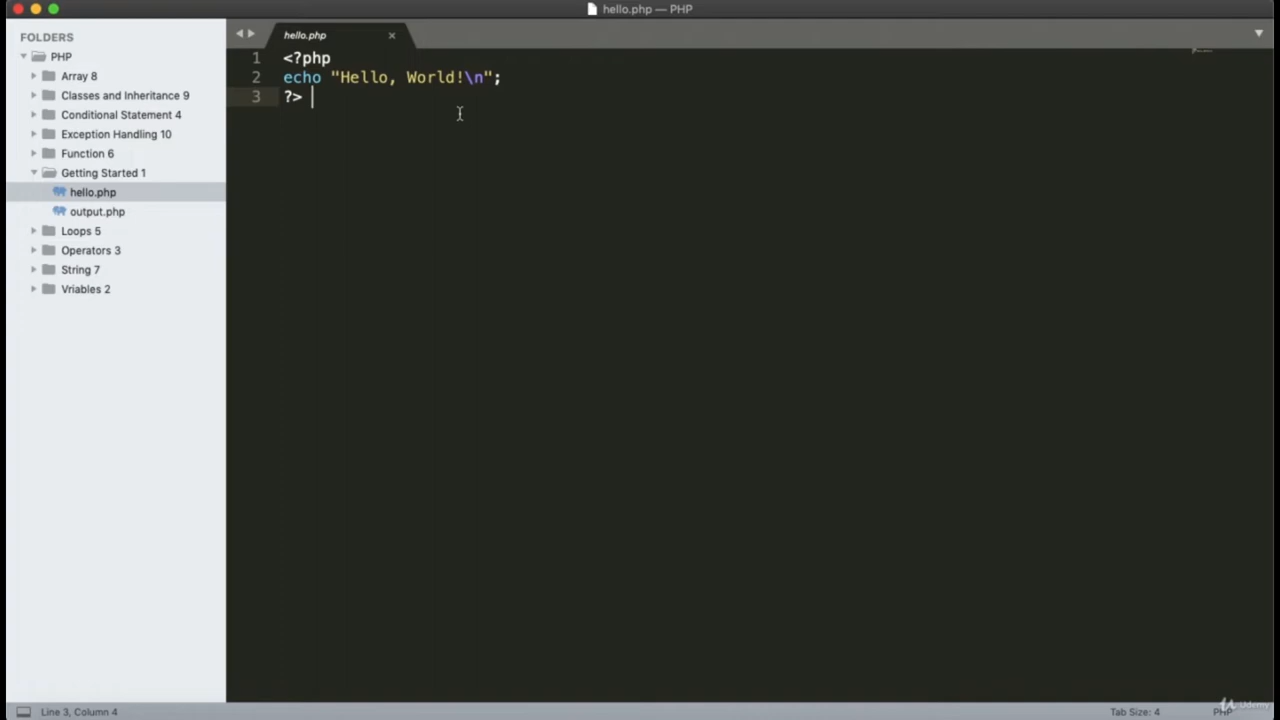 hello.php — PHP
FOLDERS
PHP
Array 8
Classes and Inheritance 9
Conditional Statement 4
Exception Handling 10
Function 6
Getting Started 1
hello.php
output.php
Loops 5
Operators 3
String 7
Vriables 2
hello.php ×
1 <?php
2 echo "Hello, World!\n";
3 ?>
Line 3, Column 4
Tab Size: 4
PHP
Udemy